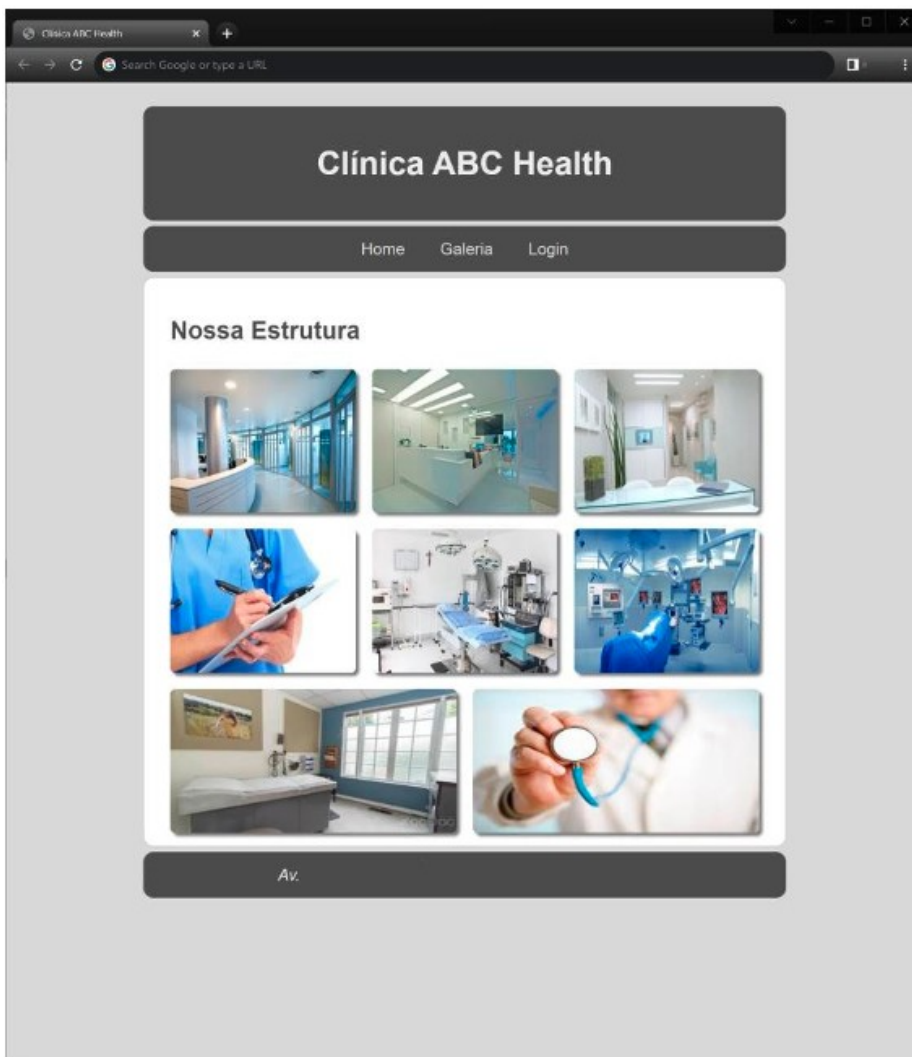 Clínica ABC Health
Search Google or type a URL
Clínica ABC Health
Home Galeria Login
Nossa Estrutura
Av.